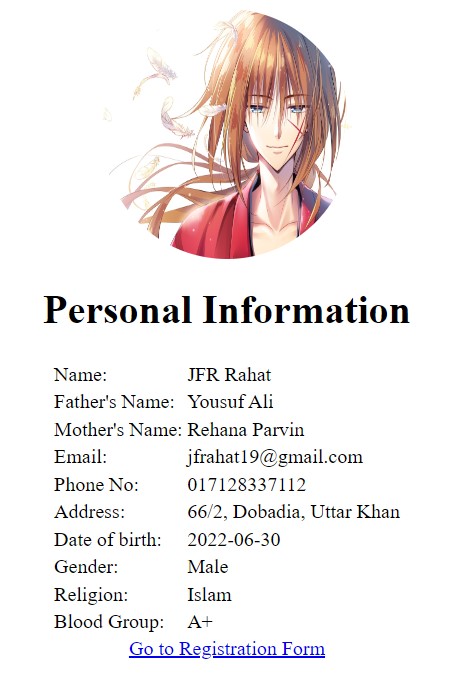 Personal Information
Name: JFR Rahat
Father's Name: Yousuf Ali
Mother's Name: Rehana Parvin
Email: jfrahat19@gmail.com
Phone No: 017128337112
Address: 66/2, Dobadia, Uttar Khan
Date of birth: 2022-06-30
Gender: Male
Religion: Islam
Blood Group: A+
Go to Registration Form